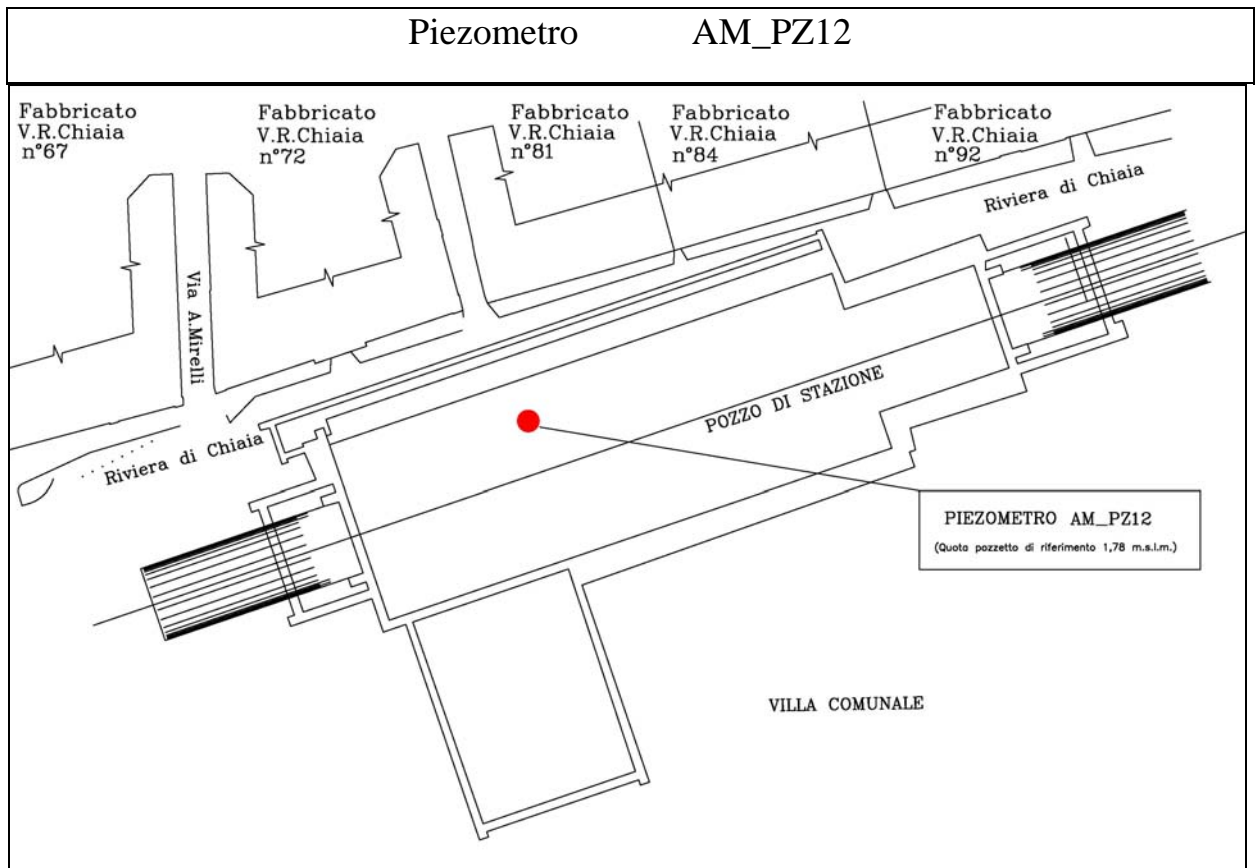 Piezometro AM_PZ12
Fabbricato
V.R.Chiaia
n°67
Fabbricato
V.R.Chiaia
n°72
Fabbricato
V.R.Chiaia
n°81
Fabbricato
V.R.Chiaia
n°84
Fabbricato
V.R.Chiaia
n°92
Riviera di Chiaia
Via A.Mirelli
POZZO DI STAZIONE
Riviera di Chiaia
PIEZOMETRO AM_PZ12
(Quota pozzetto di riferimento 1,78 m.s.l.m.)
VILLA COMUNALE